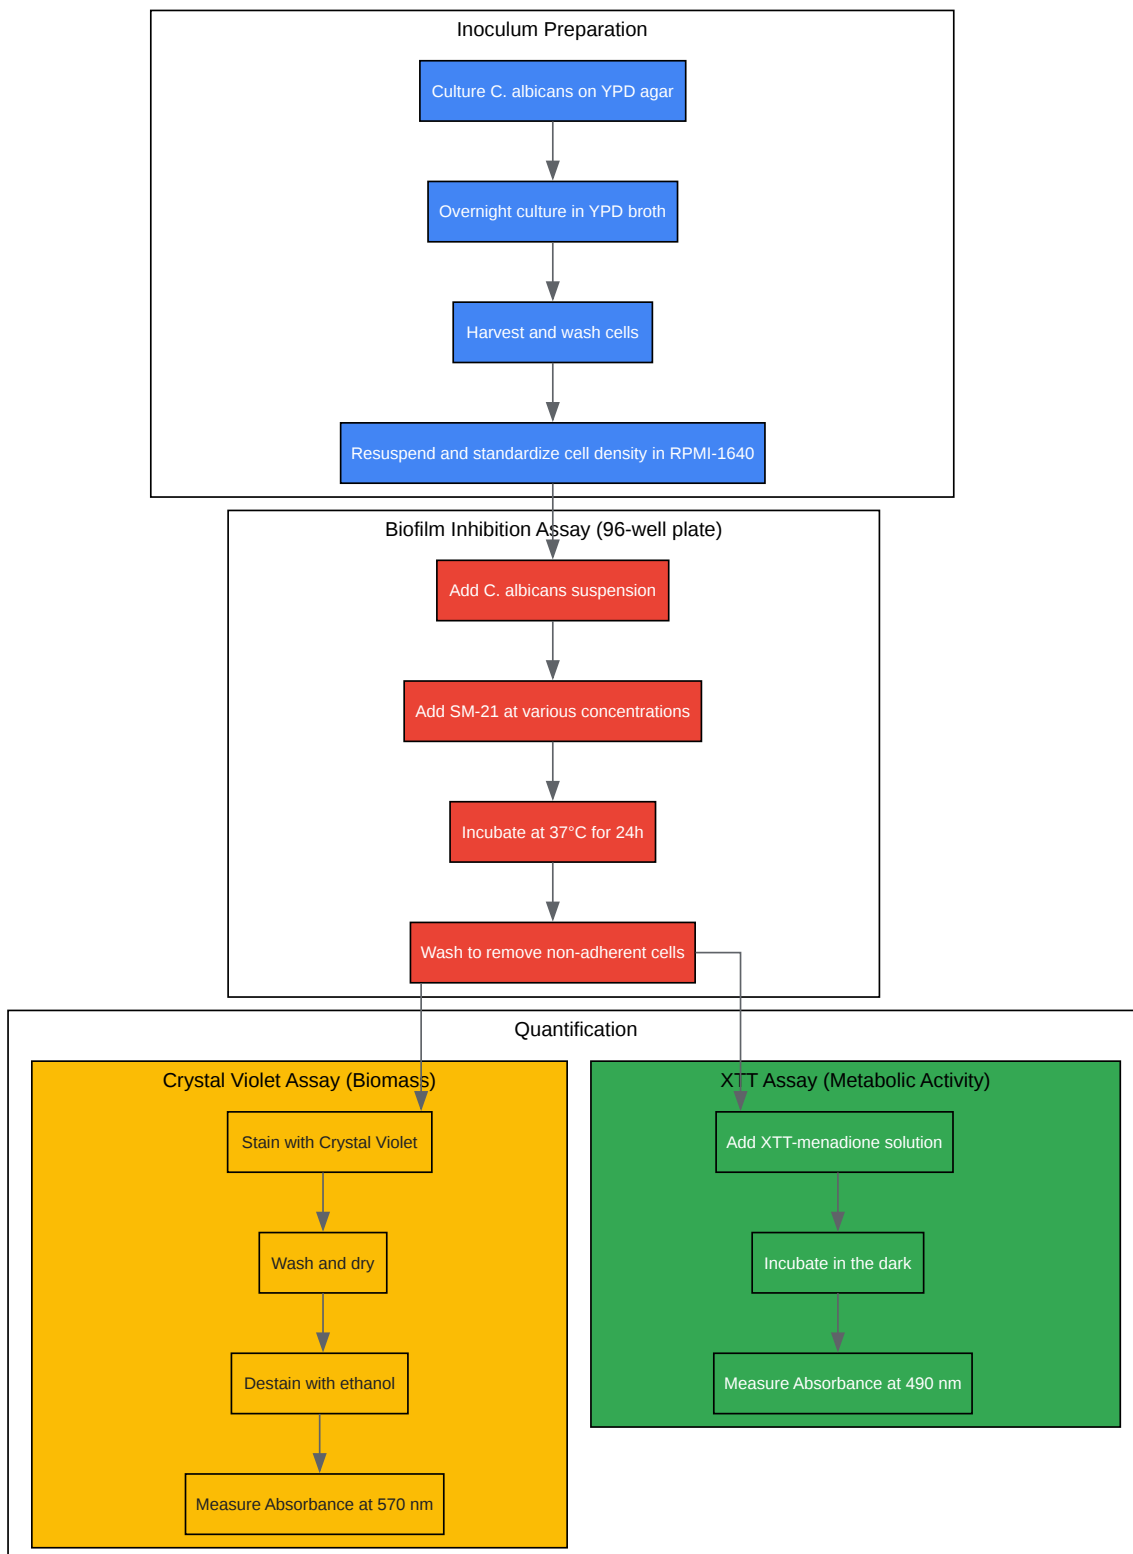 Inoculum Preparation
Culture C. albicans on YPD agar
Overnight culture in YPD broth
Harvest and wash cells
Resuspend and standardize cell density in RPMI-1640
Biofilm Inhibition Assay (96-well plate)
Add C. albicans suspension
Add SM-21 at various concentrations
Incubate at 37°C for 24h
Wash to remove non-adherent cells
Quantification
Crystal Violet Assay (Biomass)
Stain with Crystal Violet
Wash and dry
Destain with ethanol
Measure Absorbance at 570 nm
XTT Assay (Metabolic Activity)
Add XTT-menadione solution
Incubate in the dark
Measure Absorbance at 490 nm